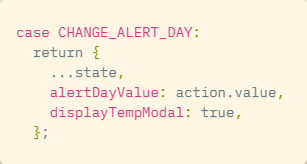 case CHANGE_ALERT_DAY:
  return {
    ...state,
    alertDayValue: action.value,
    displayTempModal: true,
  };